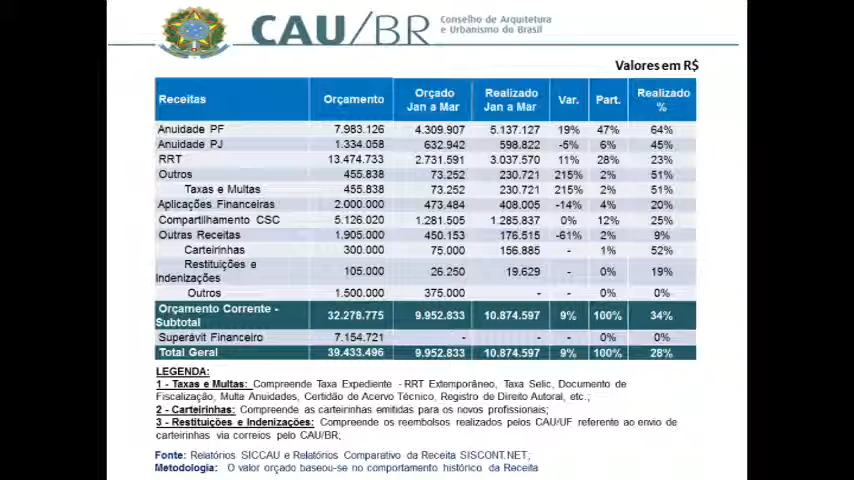 CAU/BR Conselho de Arquitetura
e Urbanismo do Brasil
Valores em R$
Receitas Orçamento Orçado Jan a Mar Realizado Jan a Mar Var. Part. Realizado %
Anuidade PF 7.983.126 4.309.907 5.137.127 19% 47% 64%
Anuidade PJ 1.334.058 632.942 598.822 -5% 6% 45%
RRT 13.474.733 2.731.591 3.037.570 11% 28% 23%
Outros 455.838 73.252 230.721 215% 2% 51%
Taxas e Multas 455.838 73.252 230.721 215% 2% 51%
Aplicações Financeiras 2.000.000 473.484 408.005 -14% 4% 20%
Compartilhamento CSC 5.126.020 1.281.505 1.285.837 0% 12% 25%
Outras Receitas 1.905.000 450.153 176.515 -61% 2% 9%
Carteirinhas 300.000 75.000 156.885 - 1% 52%
Restituições e
Indenizações 105.000 26.250 19.629 - 0% 19%
Outros 1.500.000 375.000 - - 0% 0%
Orçamento Corrente -
Subtotal 32.278.775 9.952.833 10.874.597 9% 100% 34%
Superávit Financeiro 7.154.721 - - - 0% 0%
Total Geral 39.433.496 9.952.833 10.874.597 9% 100% 28%
LEGENDA:
1 - Taxas e Multas: Compreende Taxa Expediente - RRT Extemporâneo, Taxa Selic, Documento de
Fiscalização, Multa Anuidades, Certidão de Acervo Técnico, Registro de Direito Autoral, etc.;
2 - Carteirinhas: Compreende as carteirinhas emitidas para os novos profissionais;
3 - Restituições e Indenizações: Compreende os reembolsos realizados pelos CAU/UF referente ao envio de
carteirinhas via correios pelo CAU/BR;
Fonte: Relatórios SICCAU e Relatórios Comparativo da Receita SISCONT.NET;
Metodologia: O valor orçado baseou-se no comportamento histórico da Receita